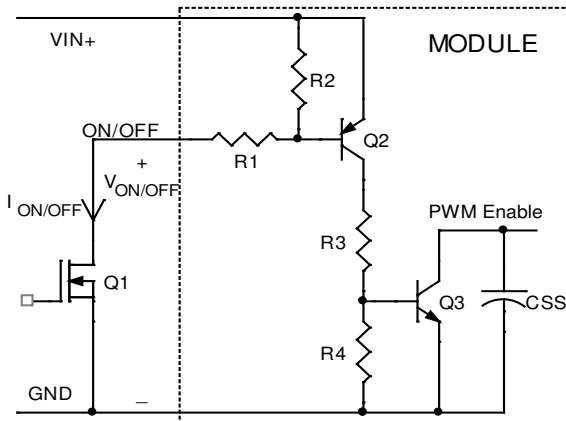 VIN+
MODULE
R2
ON/OFF
R1
Q2
+
V ON/OFF
I ON/OFF
PWM Enable
R3
Q1
Q3
CSS
R4
GND
_